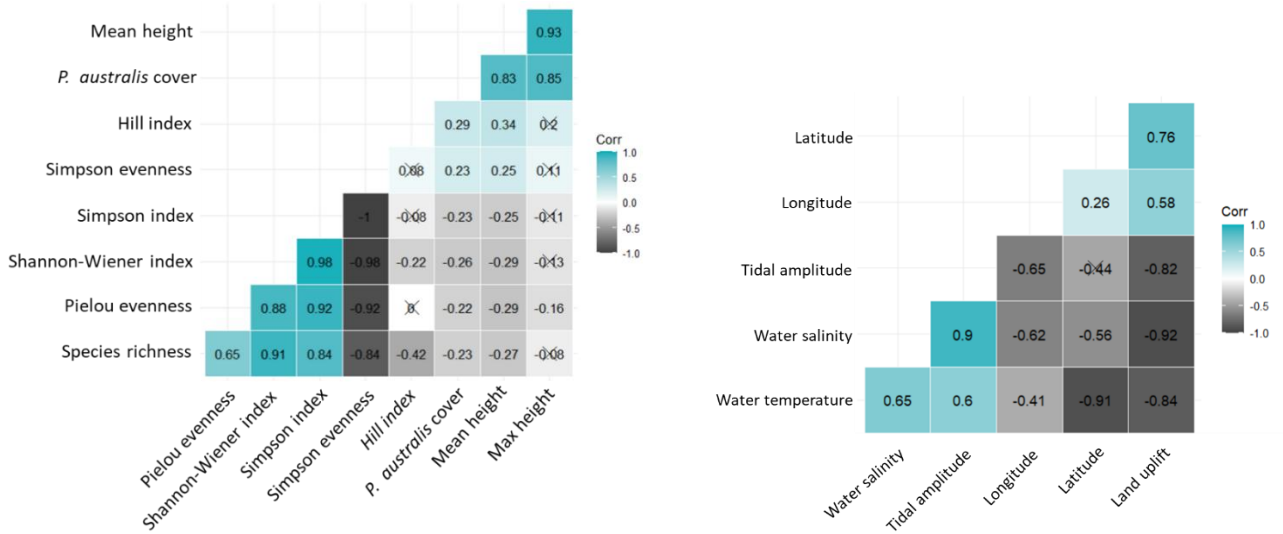 Mean height 0.93
P. australis cover 0.83 0.85
Hill index 0.29 0.34 0.2
Simpson evenness 0.08 0.23 0.25 0.11
Simpson index -1 -0.08 -0.23 -0.25 -0.11
Shannon-Wiener index 0.98 -0.98 -0.22 -0.26 -0.29 -0.13
Pielou evenness 0.88 0.92 -0.92 0 -0.22 -0.29 -0.16
Species richness 0.65 0.91 0.84 -0.84 -0.42 -0.23 -0.27 -0.08
Pielou evenness
Shannon-Wiener index
Simpson index
Simpson evenness
Hill index
P. australis cover
Mean height
Max height
Corr
1.0
0.5
0.0
-0.5
-1.0
Latitude 0.76
Longitude 0.26 0.58
Tidal amplitude -0.65 -0.44 -0.82
Water salinity 0.9 -0.62 -0.56 -0.92
Water temperature 0.65 0.6 -0.41 -0.91 -0.84
Water salinity
Tidal amplitude
Longitude
Latitude
Land uplift
Corr
1.0
0.5
0.0
-0.5
-1.0